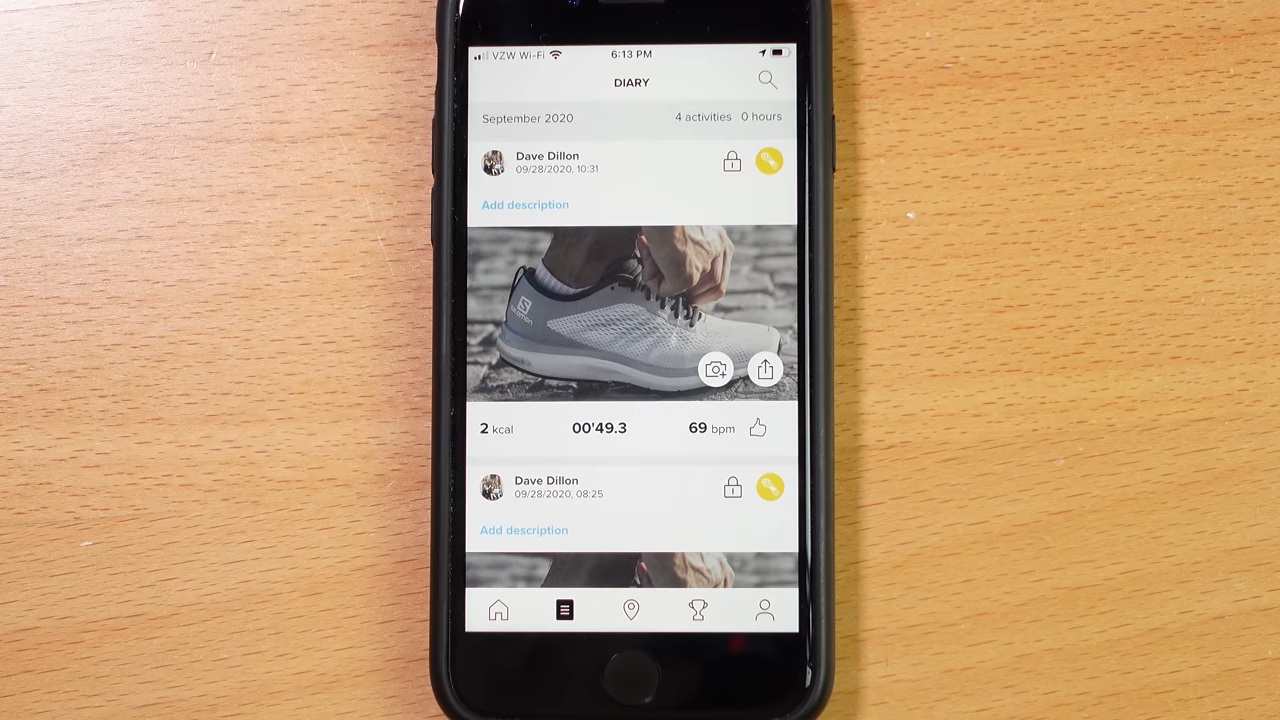 VZW Wi-Fi 6:13 PM
DIARY
September 2020 4 activities 0 hours
Dave Dillon
09/28/2020, 10:31
Add description
S
salomon
2 kcal 00'49.3 69 bpm
Dave Dillon
09/28/2020, 08:25
Add description